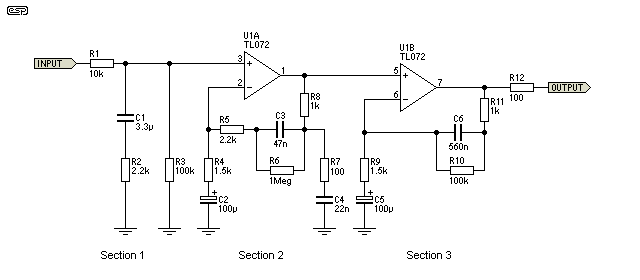 esp
U1A
TL072
U1B
TL072
INPUT
R1
10k
3
+
2
-
1
5
+
6
-
7
R12
100
OUTPUT
R8
1k
R11
1k
C1
3.3µ
R5
2.2k
C3
47n
C6
560n
R2
2.2k
R3
100k
R4
1.5k
R6
1Meg
R7
100
R9
1.5k
R10
100k
+
C2
100µ
C4
22n
+
C5
100µ
Section 1
Section 2
Section 3